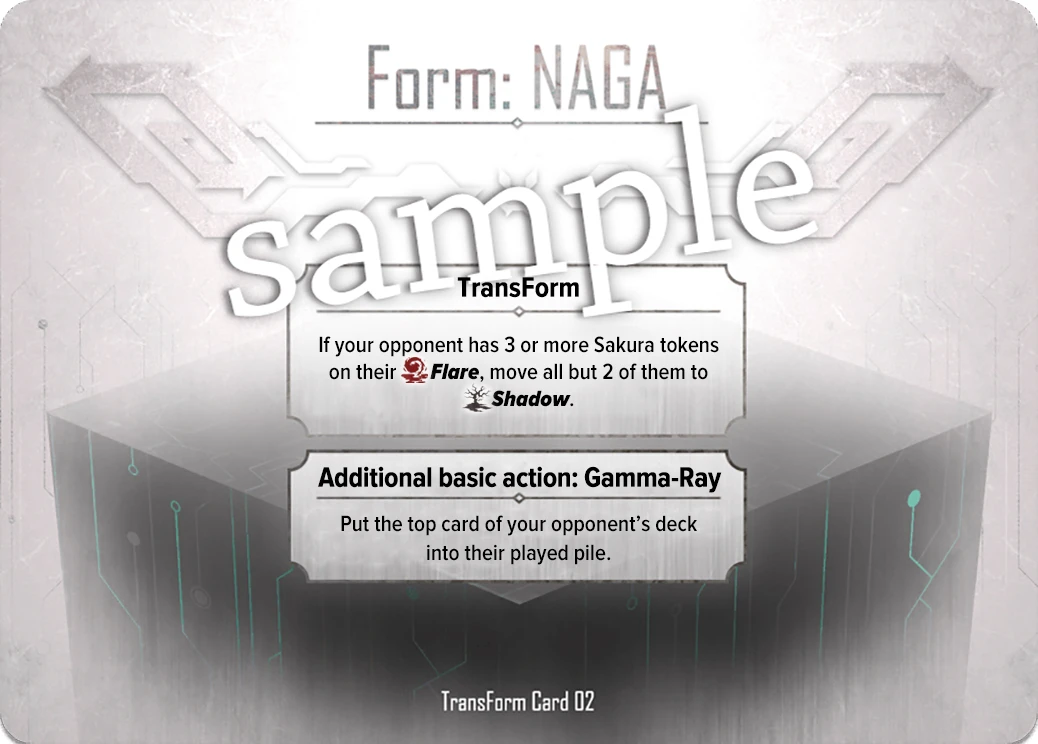 Form: NAGA
sample
TransForm
If your opponent has 3 or more Sakura tokens
on their Flare, move all but 2 of them to
Shadow.
Additional basic action: Gamma-Ray
Put the top card of your opponent’s deck
into their played pile.
TransForm Card 02